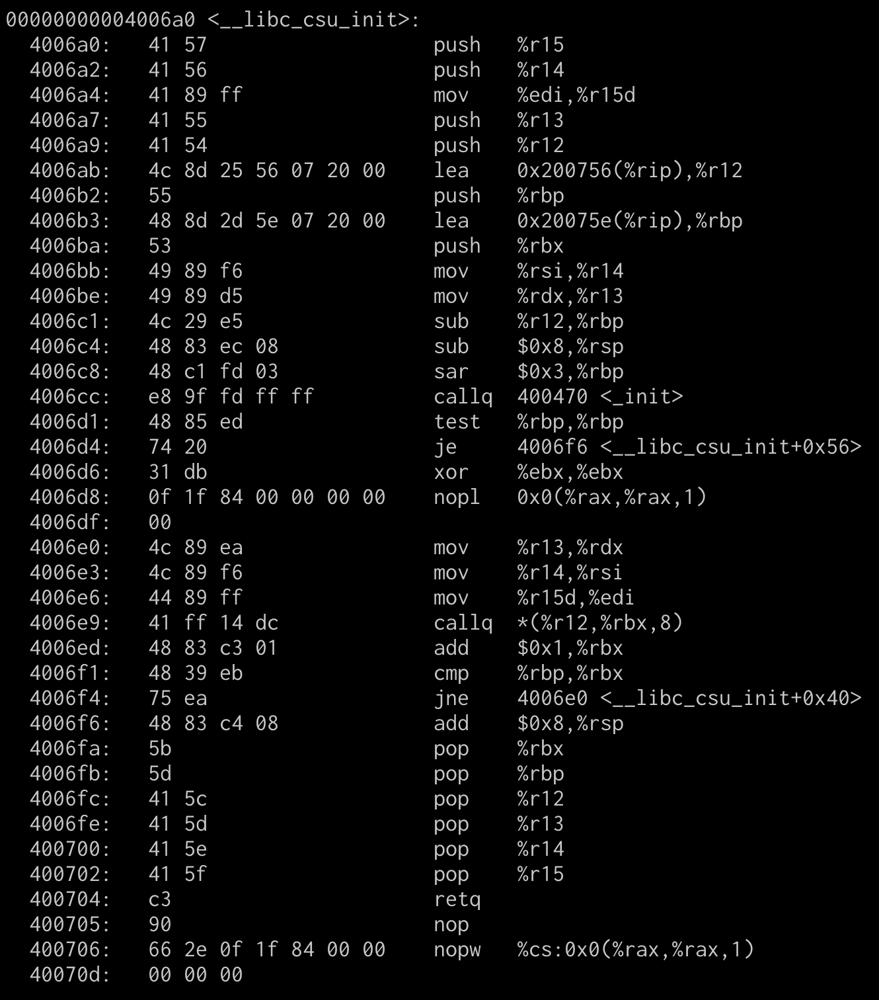 00000000004006a0 <__libc_csu_init>:
  4006a0:   41 57                   push   %r15
  4006a2:   41 56                   push   %r14
  4006a4:   41 89 ff                mov    %edi,%r15d
  4006a7:   41 55                   push   %r13
  4006a9:   41 54                   push   %r12
  4006ab:   4c 8d 25 56 07 20 00    lea    0x200756(%rip),%r12
  4006b2:   55                      push   %rbp
  4006b3:   48 8d 2d 5e 07 20 00    lea    0x20075e(%rip),%rbp
  4006ba:   53                      push   %rbx
  4006bb:   49 89 f6                mov    %rsi,%r14
  4006be:   49 89 d5                mov    %rdx,%r13
  4006c1:   4c 29 e5                sub    %r12,%rbp
  4006c4:   48 83 ec 08             sub    $0x8,%rsp
  4006c8:   48 c1 fd 03             sar    $0x3,%rbp
  4006cc:   e8 9f fd ff ff          callq  400470 <_init>
  4006d1:   48 85 ed                test   %rbp,%rbp
  4006d4:   74 20                   je     4006f6 <__libc_csu_init+0x56>
  4006d6:   31 db                   xor    %ebx,%ebx
  4006d8:   0f 1f 84 00 00 00 00    nopl   0x0(%rax,%rax,1)
  4006df:   00
  4006e0:   4c 89 ea                mov    %r13,%rdx
  4006e3:   4c 89 f6                mov    %r14,%rsi
  4006e6:   44 89 ff                mov    %r15d,%edi
  4006e9:   41 ff 14 dc             callq  *(%r12,%rbx,8)
  4006ed:   48 83 c3 01             add    $0x1,%rbx
  4006f1:   48 39 eb                cmp    %rbp,%rbx
  4006f4:   75 ea                   jne    4006e0 <__libc_csu_init+0x40>
  4006f6:   48 83 c4 08             add    $0x8,%rsp
  4006fa:   5b                      pop    %rbx
  4006fb:   5d                      pop    %rbp
  4006fc:   41 5c                   pop    %r12
  4006fe:   41 5d                   pop    %r13
  400700:   41 5e                   pop    %r14
  400702:   41 5f                   pop    %r15
  400704:   c3                      retq
  400705:   90                      nop
  400706:   66 2e 0f 1f 84 00 00    nopw   %cs:0x0(%rax,%rax,1)
  40070d:   00 00 00